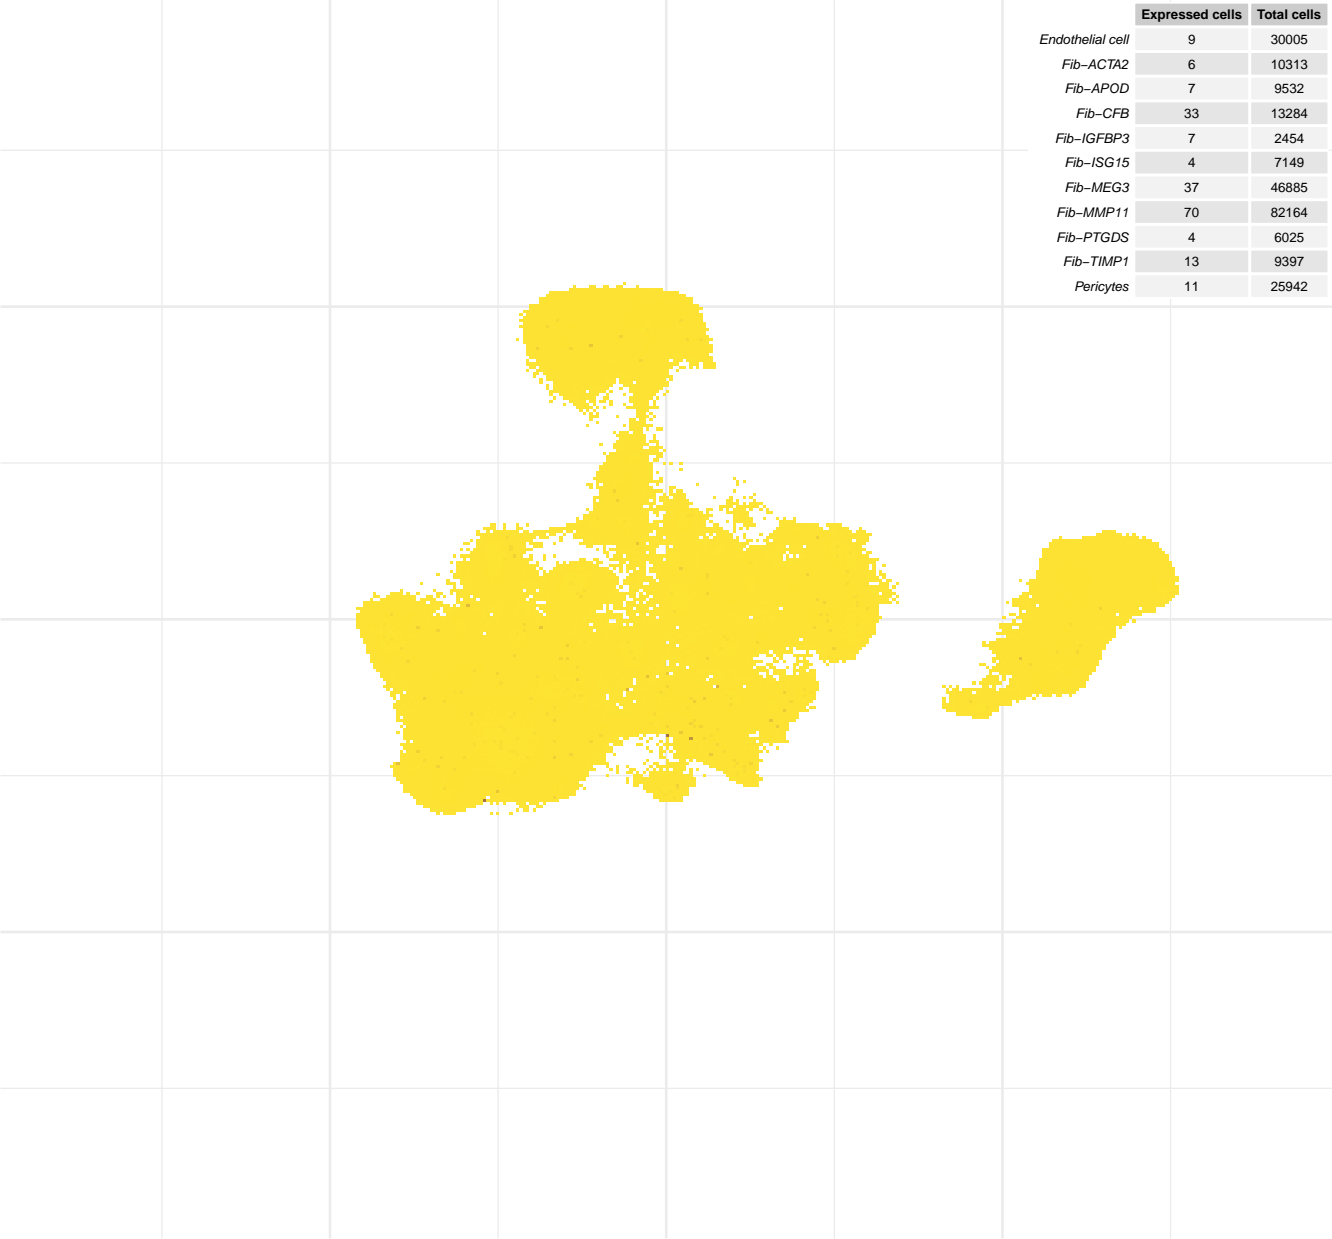 Expressed cells Total cells
Endothelial cell 9 30005
Fib−ACTA2 6 10313
Fib−APOD 7 9532
Fib−CFB 33 13284
Fib−IGFBP3 7 2454
Fib−ISG15 4 7149
Fib−MEG3 37 46885
Fib−MMP11 70 82164
Fib−PTGDS 4 6025
Fib−TIMP1 13 9397
Pericytes 11 25942